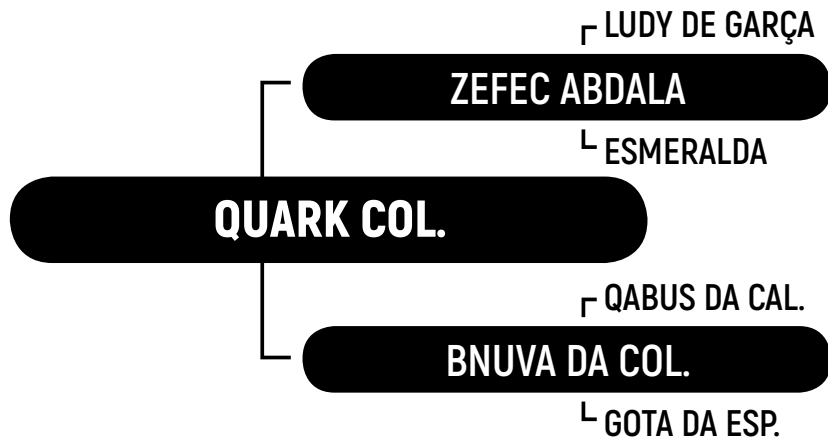 LUDY DE GARÇA
ZEFEC ABDALA
ESMERALDA
QUARK COL.
QABUS DA CAL.
BNUVA DA COL.
GOTA DA ESP.